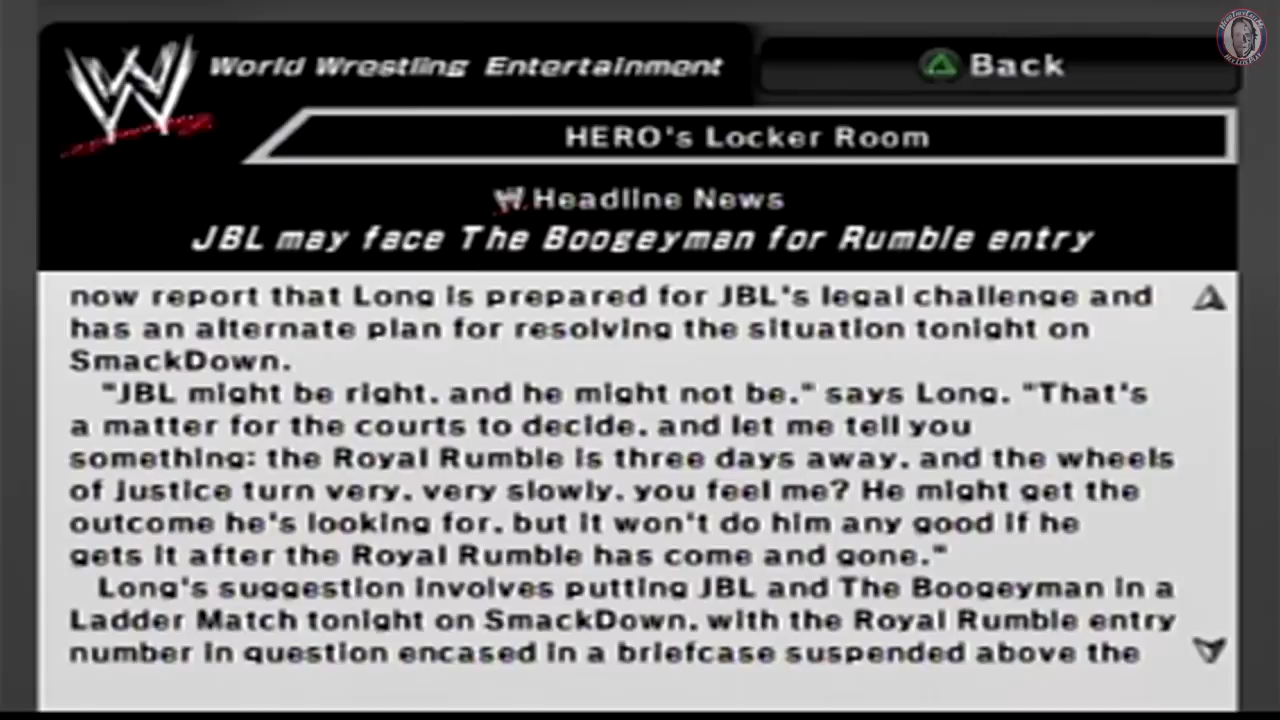 World Wrestling Entertainment
Back
HERO's Locker Room
Headline News
JBL may face The Boogeyman for Rumble entry
now report that Long is prepared for JBL's legal challenge and
has an alternate plan for resolving the situation tonight on
SmackDown.
"JBL might be right, and he might not be," says Long. "That's
a matter for the courts to decide, and let me tell you
something: the Royal Rumble is three days away, and the wheels
of justice turn very, very slowly, you feel me? He might get the
outcome he's looking for, but it won't do him any good if he
gets it after the Royal Rumble has come and gone."
Long's suggestion involves putting JBL and The Boogeyman in a
Ladder Match tonight on SmackDown, with the Royal Rumble entry
number in question encased in a briefcase suspended above the